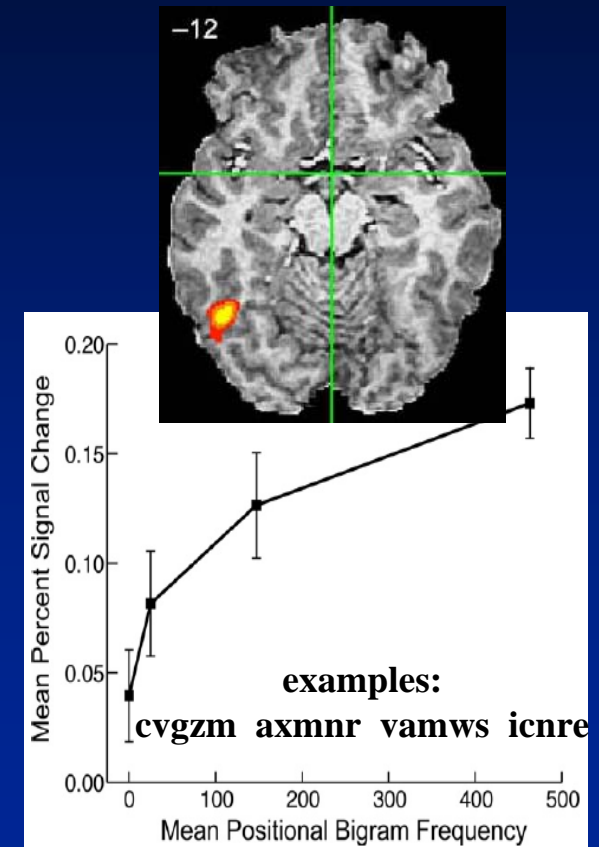 −12
0.20
0.15
0.10
0.05
0.00
Mean Percent Signal Change
examples:
cvgzm axmnr vamws icnre
0 100 200 300 400 500
Mean Positional Bigram Frequency